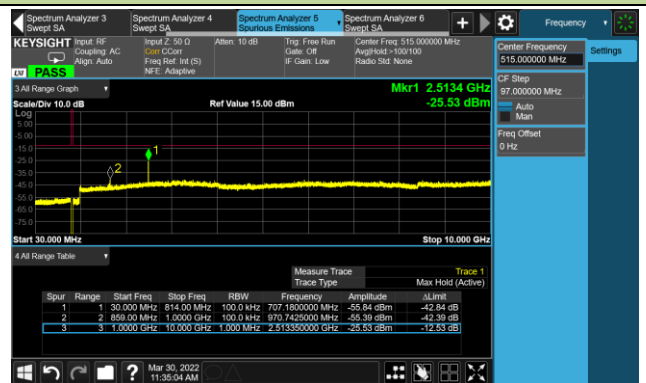 Spectrum Analyzer 3 Swept SA
Spectrum Analyzer 4 Swept SA
Spectrum Analyzer 5 Spurious Emissions
Spectrum Analyzer 6 Swept SA
+
Frequency
KEYSIGHT
LXI PASS
Input: RF
Coupling: AC
Align: Auto
Input Z: 50 Ω
Corr CCorr
Freq Ref: Int (S)
NFE: Adaptive
Atten: 10 dB
Trig: Free Run
Gate: Off
IF Gain: Low
Center Freq: 515.000000 MHz
Avg|Hold:>100/100
Radio Std: None
Center Frequency
515.000000 MHz
Settings
CF Step
97.000000 MHz
Auto
Man
Freq Offset
0 Hz
3 All Range Graph
Mkr1 2.5134 GHz
Scale/Div 10.0 dB
Ref Value 15.00 dBm
-25.53 dBm
Log
5.00
-5.00
-15.0
-25.0
-35.0
-45.0
-55.0
-65.0
-75.0
1
2
Start 30.000 MHz
Stop 10.000 GHz
4 All Range Table
Measure Trace Trace 1
Trace Type Max Hold (Active)
Spur Range Start Freq Stop Freq RBW Frequency Amplitude ΔLimit
1 1 30.000 MHz 814.00 MHz 100.0 kHz 707.1800000 MHz -55.84 dBm -42.84 dB
2 2 859.00 MHz 1.0000 GHz 100.0 kHz 970.7425000 MHz -55.39 dBm -42.39 dB
3 3 1.0000 GHz 10.000 GHz 1.000 MHz 2.513350000 GHz -25.53 dBm -12.53 dB
?
Mar 30, 2022
11:35:04 AM